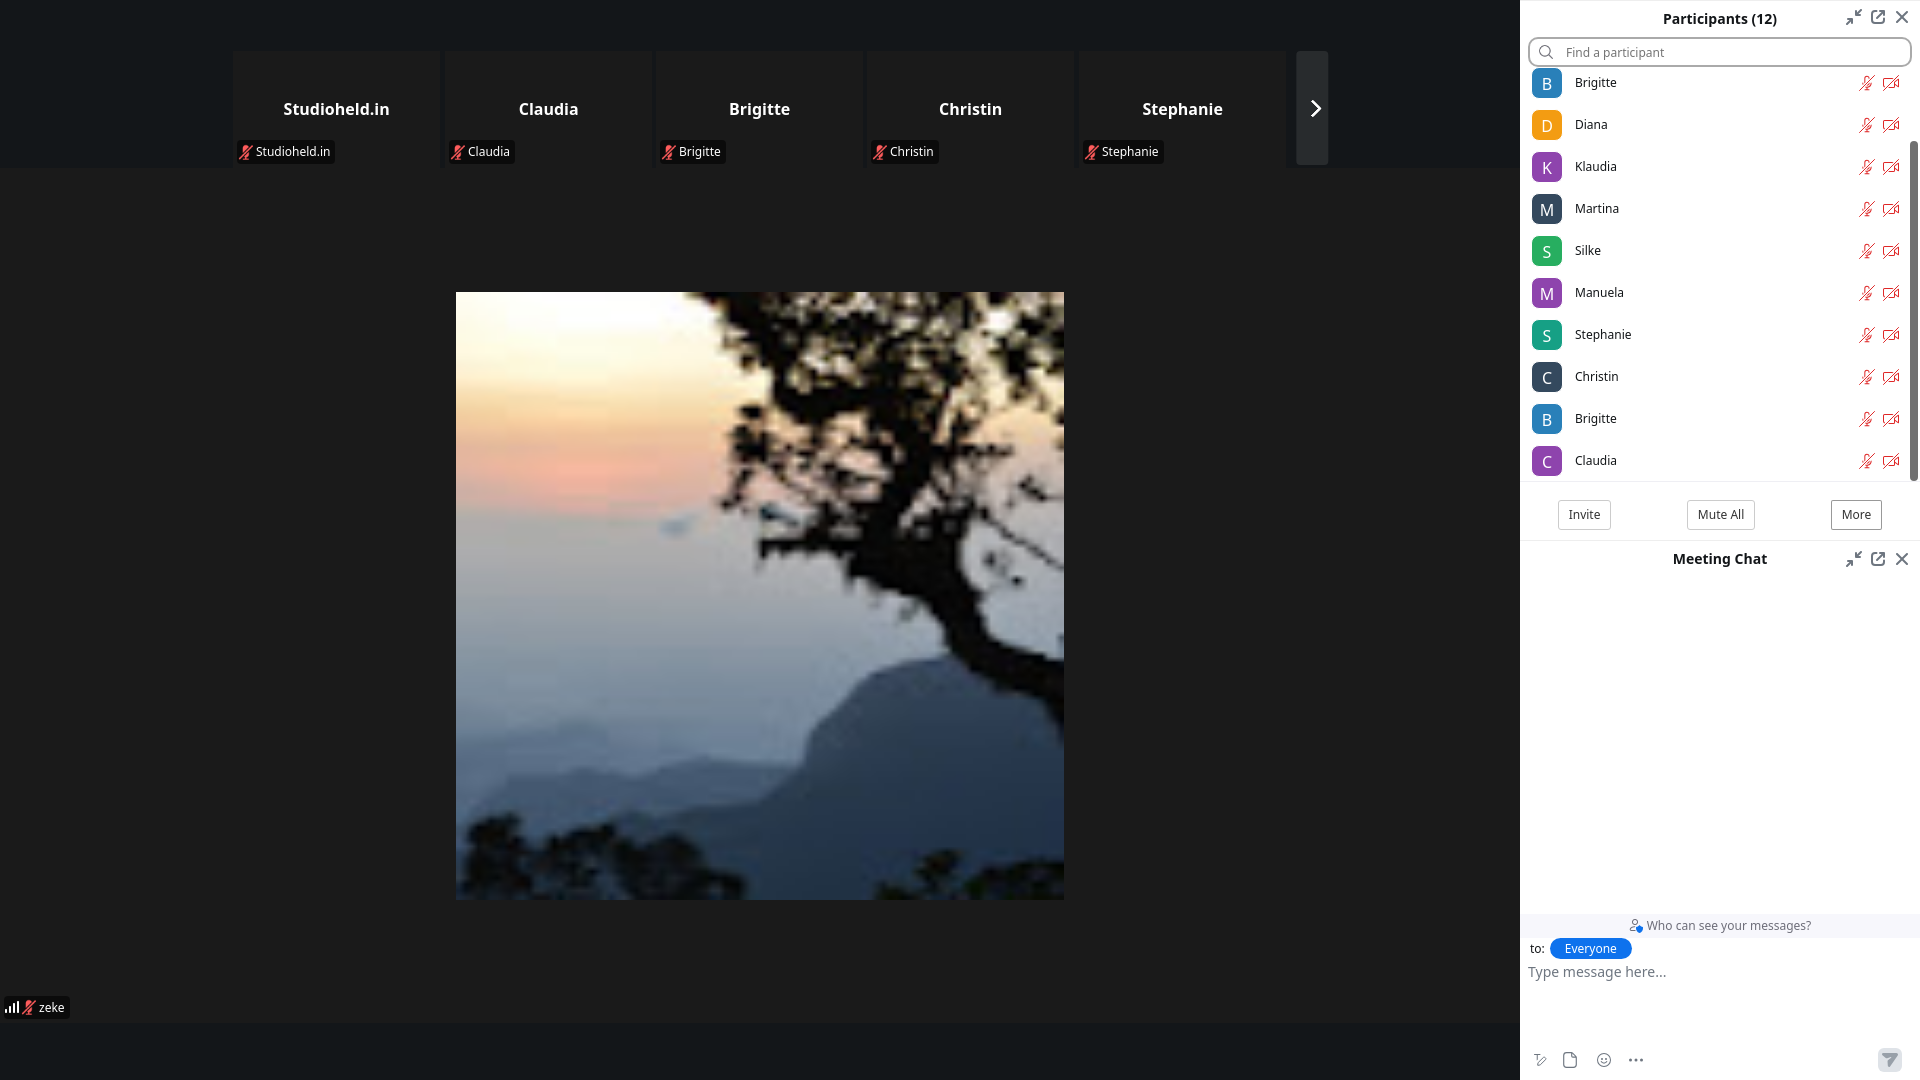 Studioheld.in
Claudia
Brigitte
Christin
Stephanie
Studioheld.in
Claudia
Brigitte
Christin
Stephanie
zeke
Participants (12)
Find a participant
B Brigitte
D Diana
K Klaudia
M Martina
S Silke
M Manuela
S Stephanie
C Christin
B Brigitte
C Claudia
Invite Mute All More
Meeting Chat
Who can see your messages?
to: Everyone
Type message here...